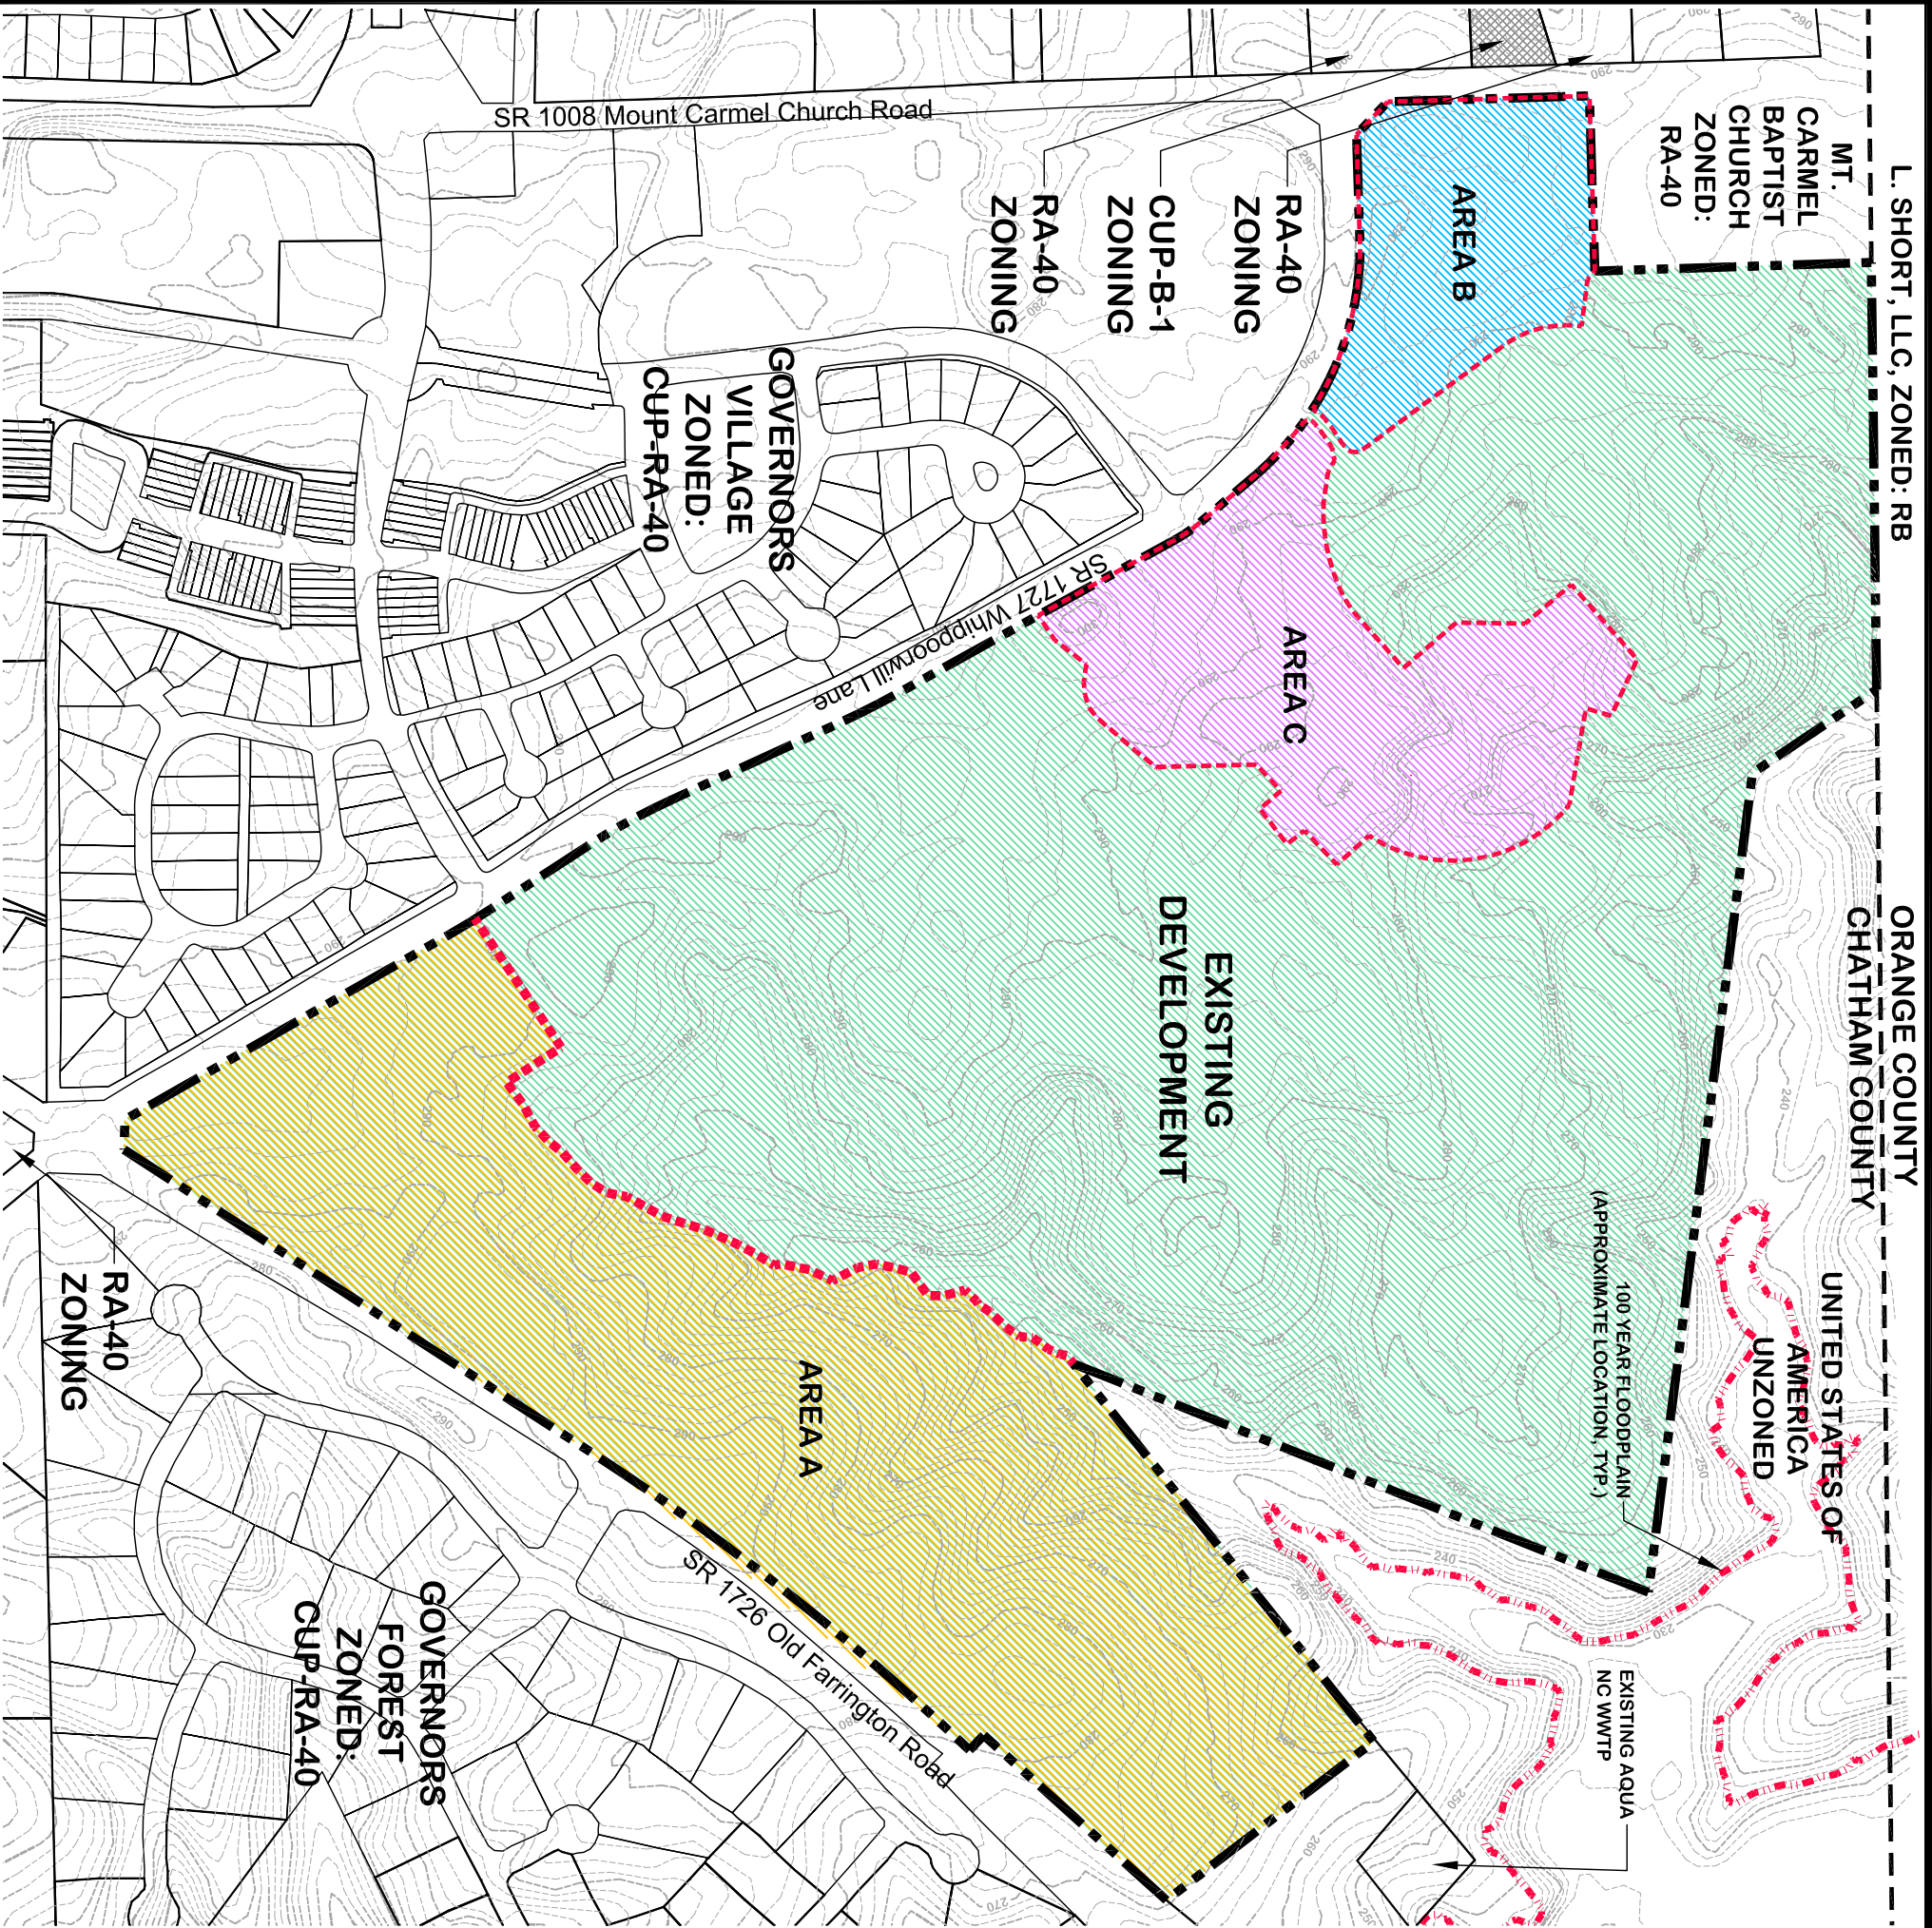 L. SHORT, LLC, ZONED: RB
ORANGE COUNTY
CHATHAM COUNTY
MT.
CARMEL
BAPTIST
CHURCH
ZONED:
RA-40
UNITED STATES OF
AMERICA
UNZONED
100 YEAR FLOODPLAIN
(APPROXIMATE LOCATION, TYP.)
EXISTING AQUA
NC WWTP
AREA B
RA-40
ZONING
CUP-B-1
ZONING
RA-40
ZONING
AREA C
EXISTING
DEVELOPMENT
AREA A
SR 1008 Mount Carmel Church Road
SR 1727 Whippoorwill Lane
SR 1726 Old Farrington Road
GOVERNORS
VILLAGE
ZONED:
CUP-RA-40
GOVERNORS
FOREST
ZONED:
CUP-RA-40
RA-40
ZONING